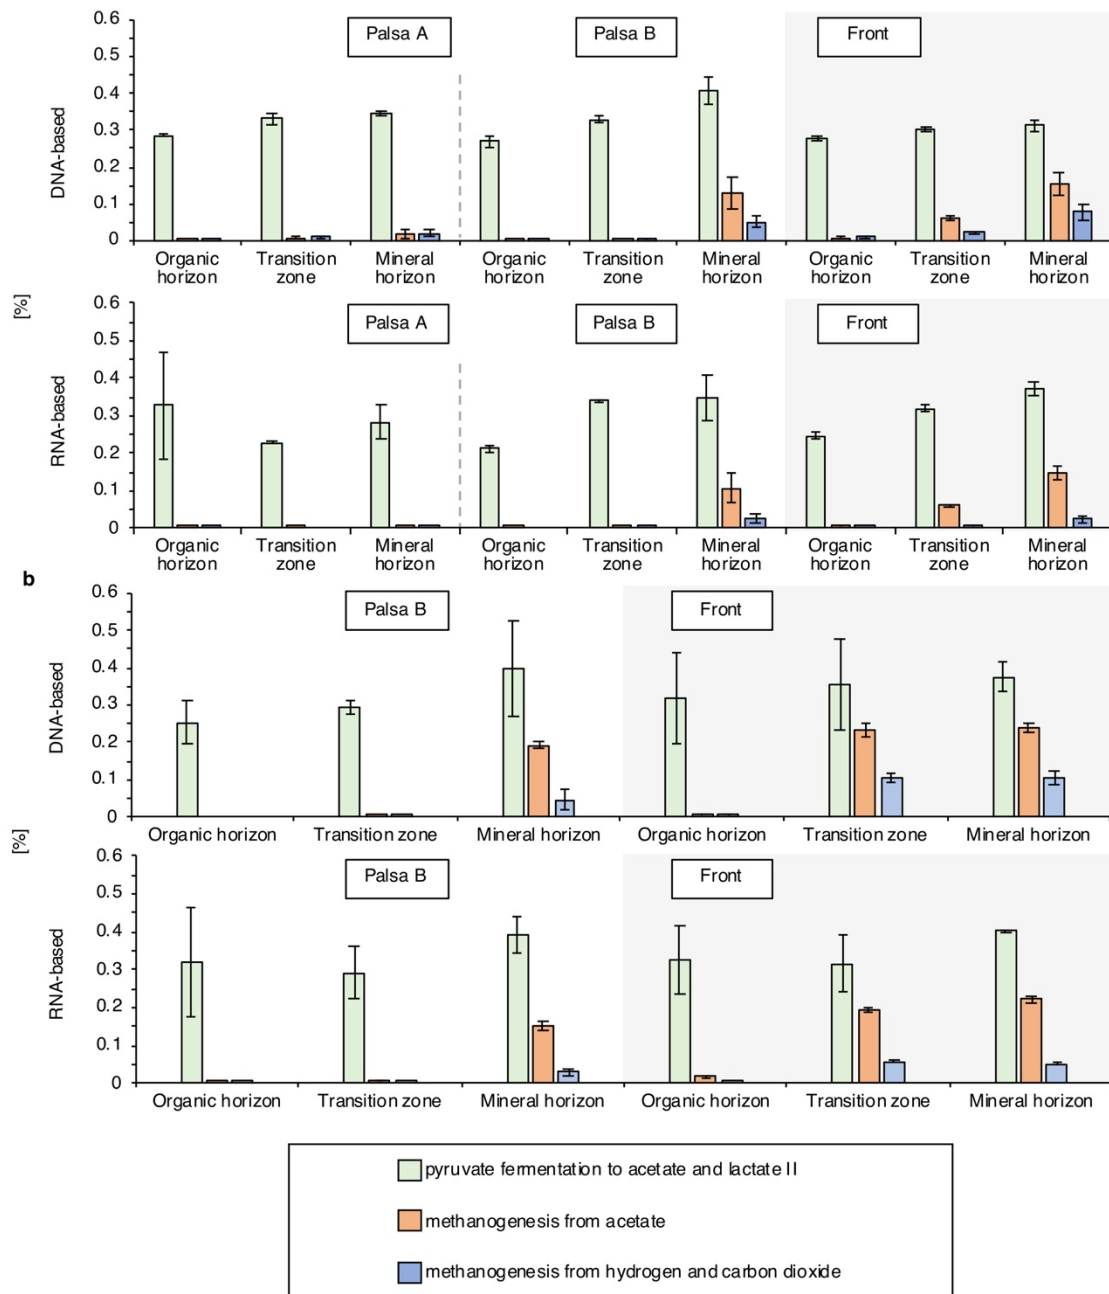 0.6
Palsa A
Palsa B
Front
0.5
0.4
0.3
0.2
0.1
0
DNA-based
Organic horizon
Transition zone
Mineral horizon
Organic horizon
Transition zone
Mineral horizon
Organic horizon
Transition zone
Mineral horizon
[%]
0.6
Palsa A
Palsa B
Front
0.5
0.4
0.3
0.2
0.1
0
RNA-based
Organic horizon
Transition zone
Mineral horizon
Organic horizon
Transition zone
Mineral horizon
Organic horizon
Transition zone
Mineral horizon
b
0.6
Palsa B
Front
0.5
0.4
0.3
0.2
0.1
0
DNA-based
Organic horizon
Transition zone
Mineral horizon
Organic horizon
Transition zone
Mineral horizon
[%]
0.6
Palsa B
Front
0.5
0.4
0.3
0.2
0.1
0
RNA-based
Organic horizon
Transition zone
Mineral horizon
Organic horizon
Transition zone
Mineral horizon
pyruvate fermentation to acetate and lactate II
methanogenesis from acetate
methanogenesis from hydrogen and carbon dioxide